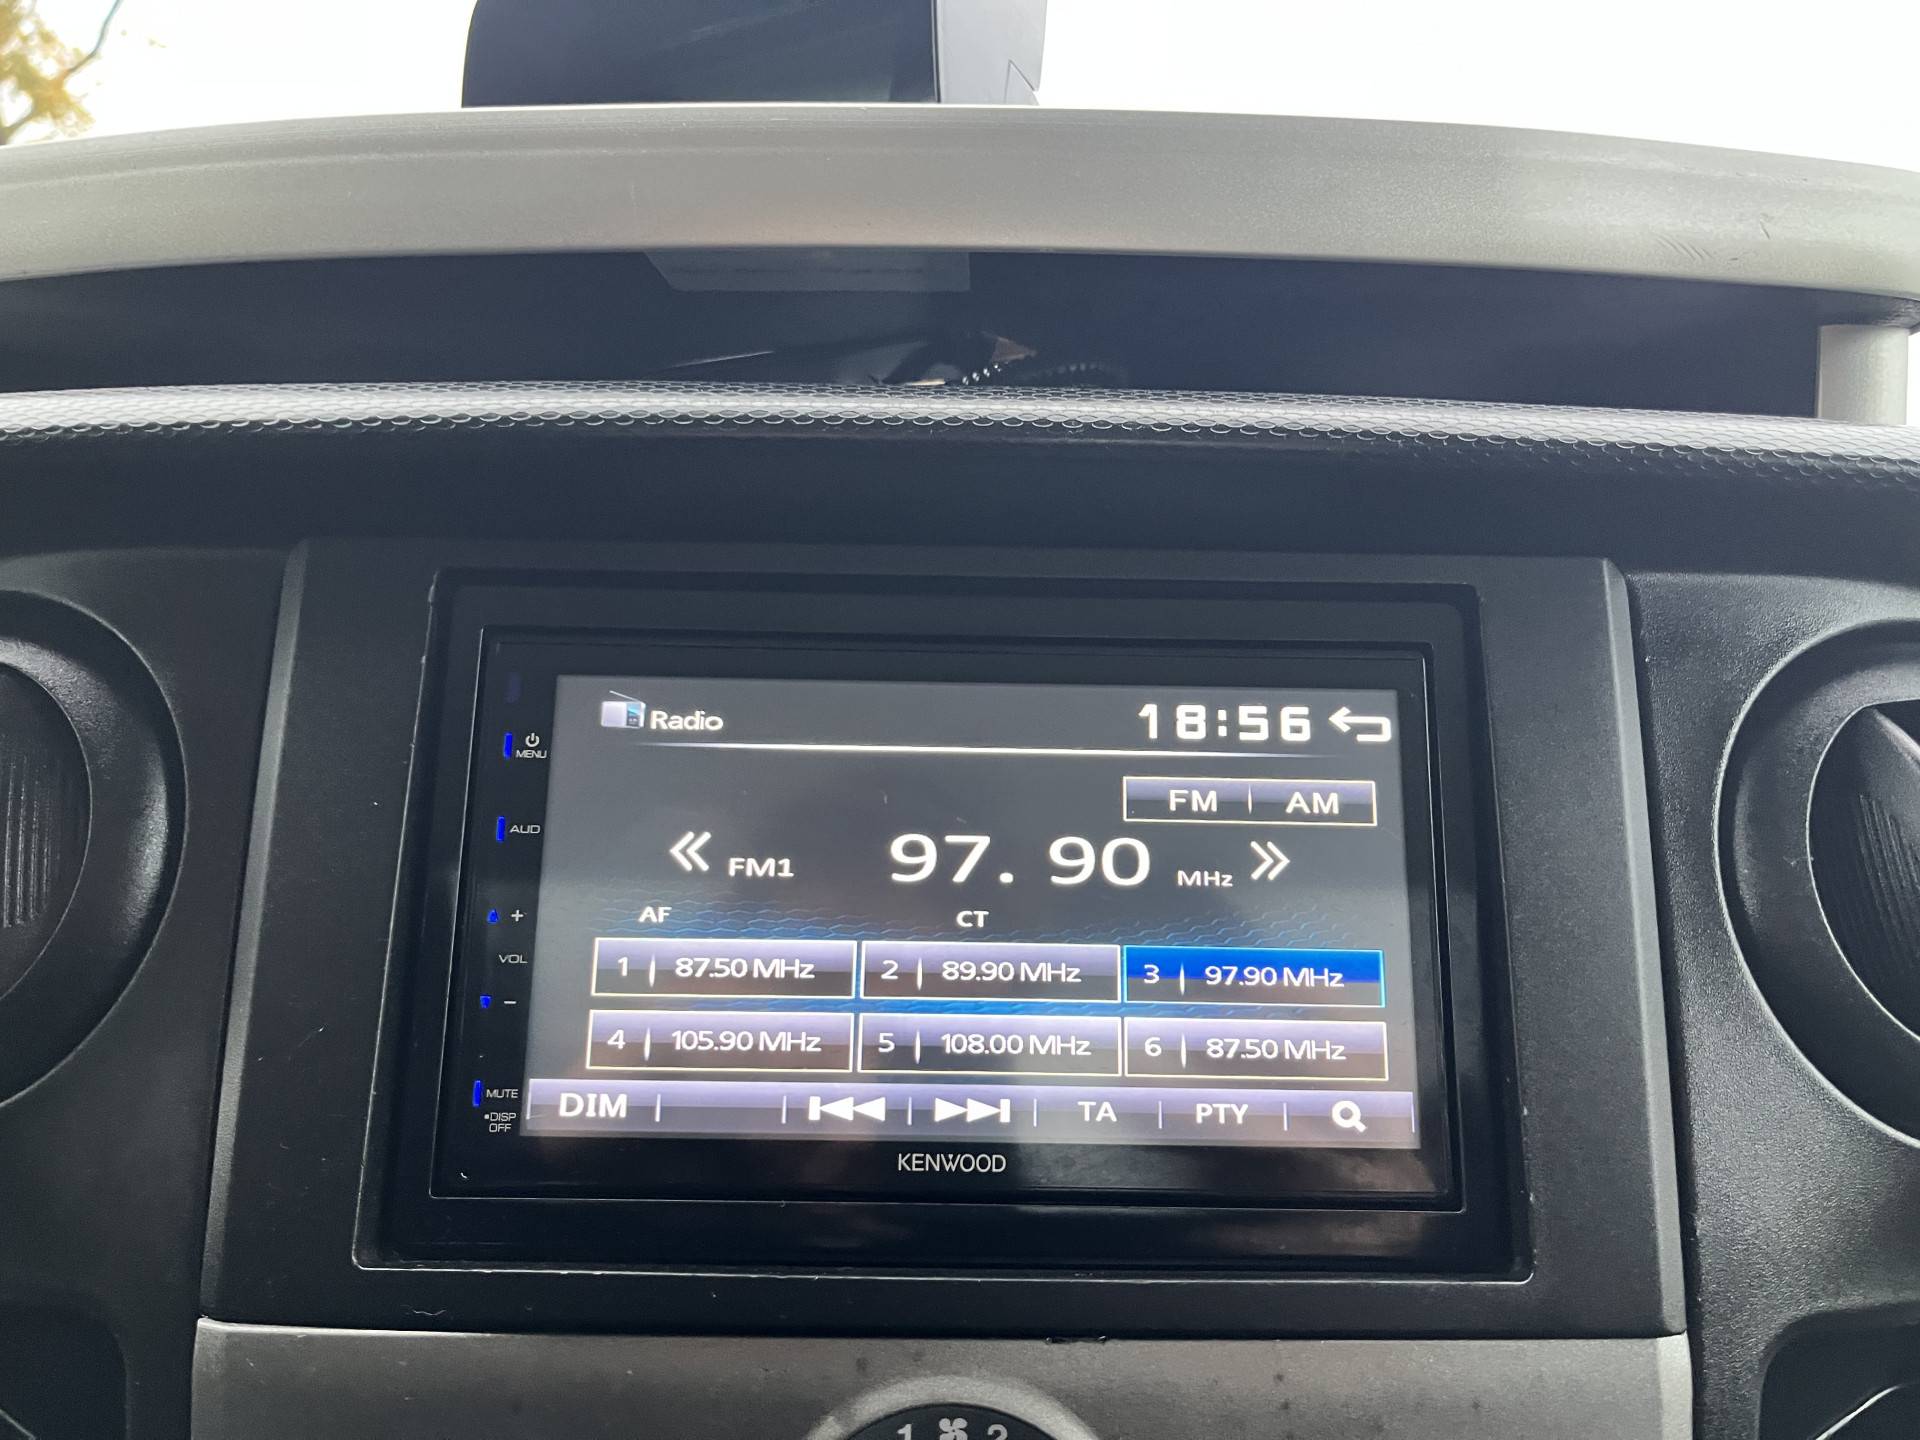 Radio 18:56
MENU
FM | AM
AUD
FM1 97.90 MHz
AF CT
+
1 | 87.50 MHz 2 | 89.90 MHz 3 | 97.90 MHz
VOL
-
4 | 105.90 MHz 5 | 108.00 MHz 6 | 87.50 MHz
MUTE
•DISP
OFF
DIM TA PTY
KENWOOD
1 2